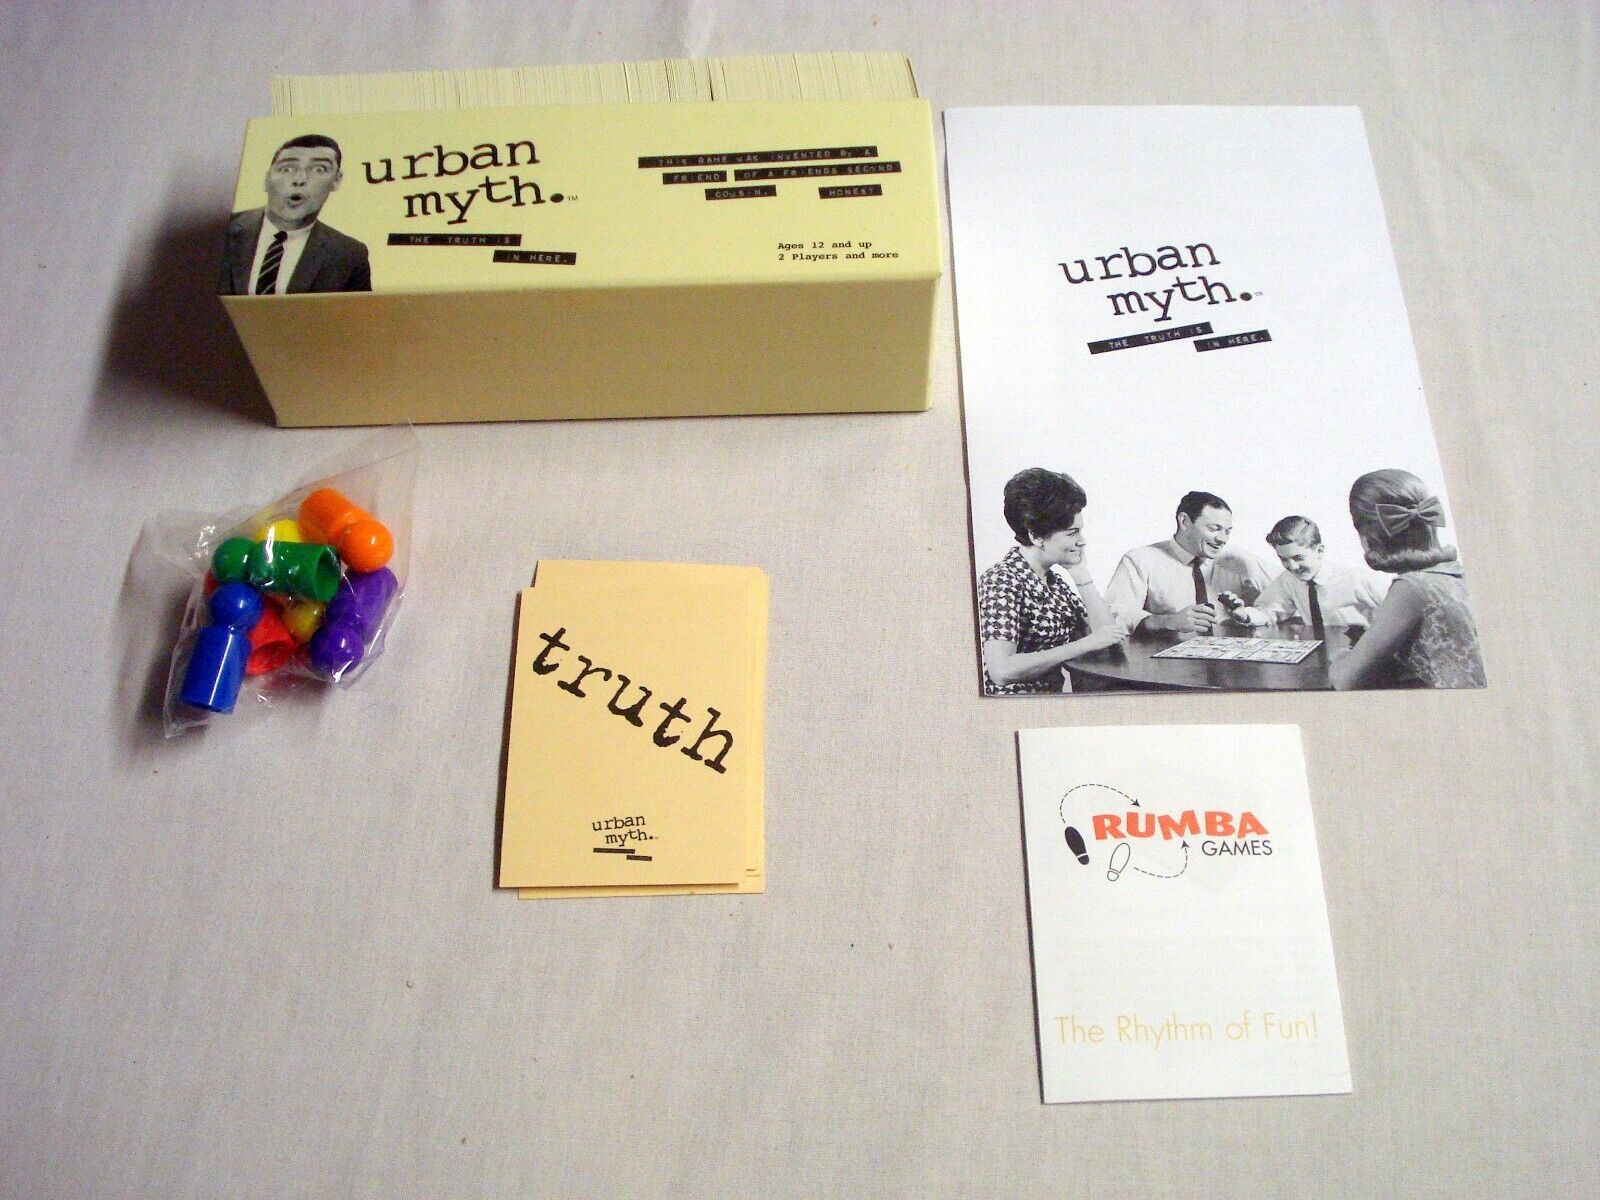 urban
myth.™
THE TRUTH IS
IN HERE.
THIS GAME WAS INVENTED BY A
FRIEND OF A FRIENDS SECOND
COUSIN. HONEST
Ages 12 and up
2 Players and more
urban
myth.™
THE TRUTH IS
IN HERE.
truth
urban
myth.
RUMBA
GAMES
The Rhythm of Fun!